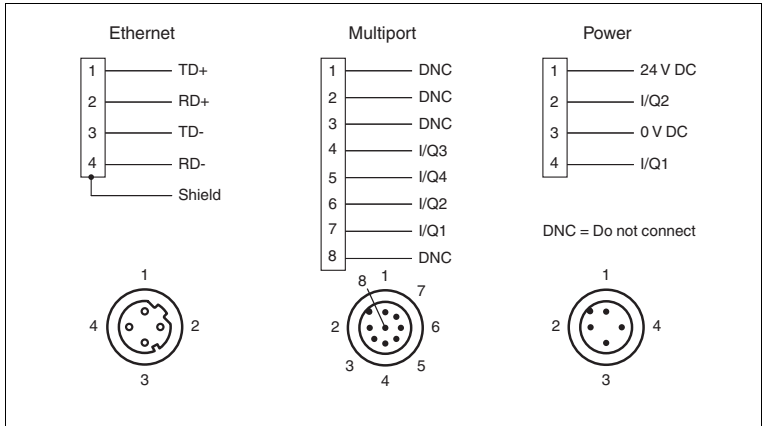 Ethernet
1 TD+
2 RD+
3 TD-
4 RD-
Shield
1
4 2
3
Multiport
1 DNC
2 DNC
3 DNC
4 I/Q3
5 I/Q4
6 I/Q2
7 I/Q1
8 DNC
8 1 7
2 6
3 5
4
Power
1 24 V DC
2 I/Q2
3 0 V DC
4 I/Q1
DNC = Do not connect
1
2 4
3